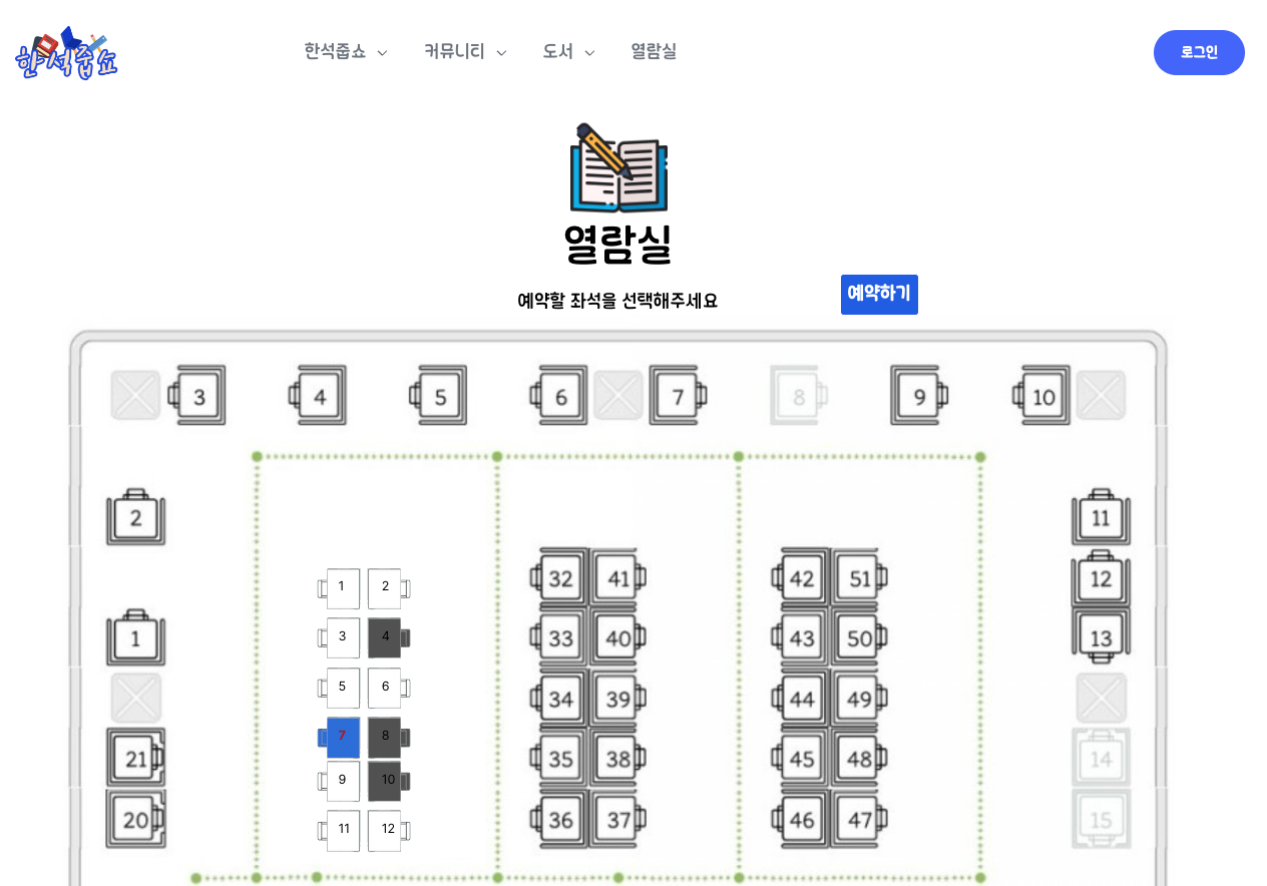 한석줍쇼
한석줍쇼 커뮤니티 도서 열람실
로그인
열람실
예약할 좌석을 선택해주세요
예약하기
3 4 5 6 7 8 9 10
2 11
32 41 42 51 12
1 2
1 3 4 33 40 43 50 13
5 6 34 39 44 49
21 7 8 35 38 45 48 14
9 10
20 11 12 36 37 46 47 15